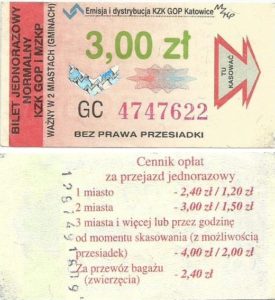 Emisja i dystrybucja KZK GOP Katowice
MZKP
BILET JEDNORAZOWY
NORMALNY
KZK GOP i MZKP
WAŻNY W 2 MIASTACH (GMINACH)
3,00 zł
TU
KASOWAĆ
GC 4747622
BEZ PRAWA PRZESIADKI
Cennik opłat
za przejazd jednorazowy
1 miasto - 2,40 zł / 1,20 zł
2 miasta - 3,00 zł / 1,50 zł
3 miasta i więcej lub przez godzinę
od momentu skasowania (z możliwością
przesiadek) - 4,00 zł / 2,00 zł
Za przewóz bagażu
(zwierzęcia) - 2,40 zł